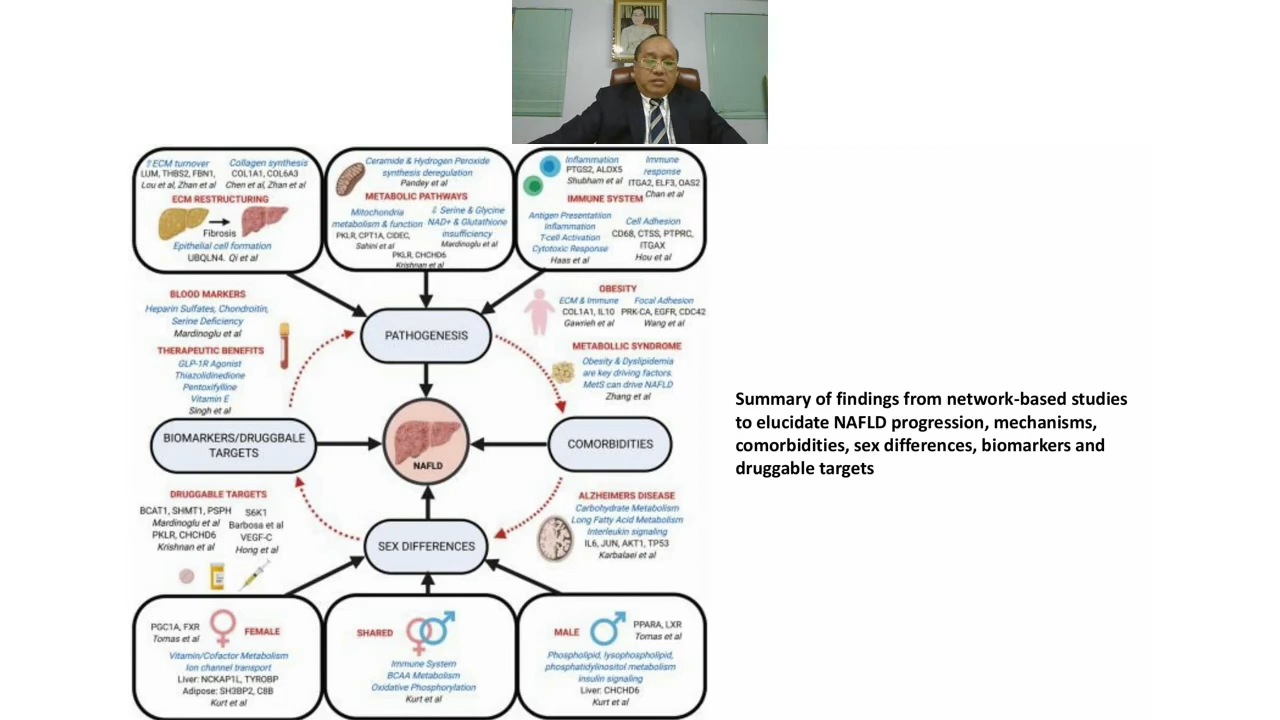 ↑ECM turnover
LUM, THBS2, FBN1,
Lou et al, Zhan et al
Collagen synthesis
COL1A1, COL6A3
Chen et al, Zhan et al
ECM RESTRUCTURING
Fibrosis
Epithelial cell formation
UBQLN4. Qi et al
Ceramide & Hydrogen Peroxide
synthesis deregulation
Pandey et al
METABOLIC PATHWAYS
Mitochondria
metabolism & function
PKLR, CPT1A, CIDEC,
Sahini et al
↓ Serine & Glycine
NAD+ & Glutathione
insufficiency
Mardinoglu et al
PKLR, CHCHD6
Krishnan et al
Inflammation
PTGS2, ALOX5
Shubham et al
Immune
response
ITGA2, ELF3, OAS2
Chan et al
IMMUNE SYSTEM
Antigen Presentatiion
Inflammation
T-cell Activation
Cytotoxic Response
Haas et al
Cell Adhesion
CD68, CTSS, PTPRC,
ITGAX
Hou et al
BLOOD MARKERS
Heparin Sulfates, Chondroitin,
Serine Deficiency
Mardinoglu et al
THERAPEUTIC BENEFITS
GLP-1R Agonist
Thiazolidinedione
Pentoxifylline
Vitamin E
Singh et al
PATHOGENESIS
OBESITY
ECM & Immune
COL1A1, IL10
Gawrieh et al
Focal Adhesion
PRK-CA, EGFR, CDC42
Wang et al
METABOLLIC SYNDROME
Obesity & Dyslipidemia
are key driving factors.
MetS can drive NAFLD
Zhang et al
BIOMARKERS/DRUGGBALE
TARGETS
NAFLD
COMORBIDITIES
Summary of findings from network-based studies
to elucidate NAFLD progression, mechanisms,
comorbidities, sex differences, biomarkers and
druggable targets
DRUGGABLE TARGETS
BCAT1, SHMT1, PSPH
Mardinoglu et al
PKLR, CHCHD6
Krishnan et al
S6K1
Barbosa et al
VEGF-C
Hong et al
SEX DIFFERENCES
ALZHEIMERS DISEASE
Carbohydrate Metabolism
Long Fatty Acid Metabolism
Interleukin signaling
IL6, JUN, AKT1, TP53
Karbalaei et al
PGC1A, FXR
Tomas et al
FEMALE
Vitamin/Cofactor Metabolism
Ion channel transport
Liver: NCKAP1L, TYROBP
Adipose: SH3BP2, C8B
Kurt et al
SHARED
Immune System
BCAA Metabolism
Oxidative Phosphorylation
Kurt et al
MALE
PPARA, LXR
Tomas et al
Phospholipid, lysophospholipid,
phosphatidylinositol metabolism
insulin signaling
Liver: CHCHD6
Kurt et al